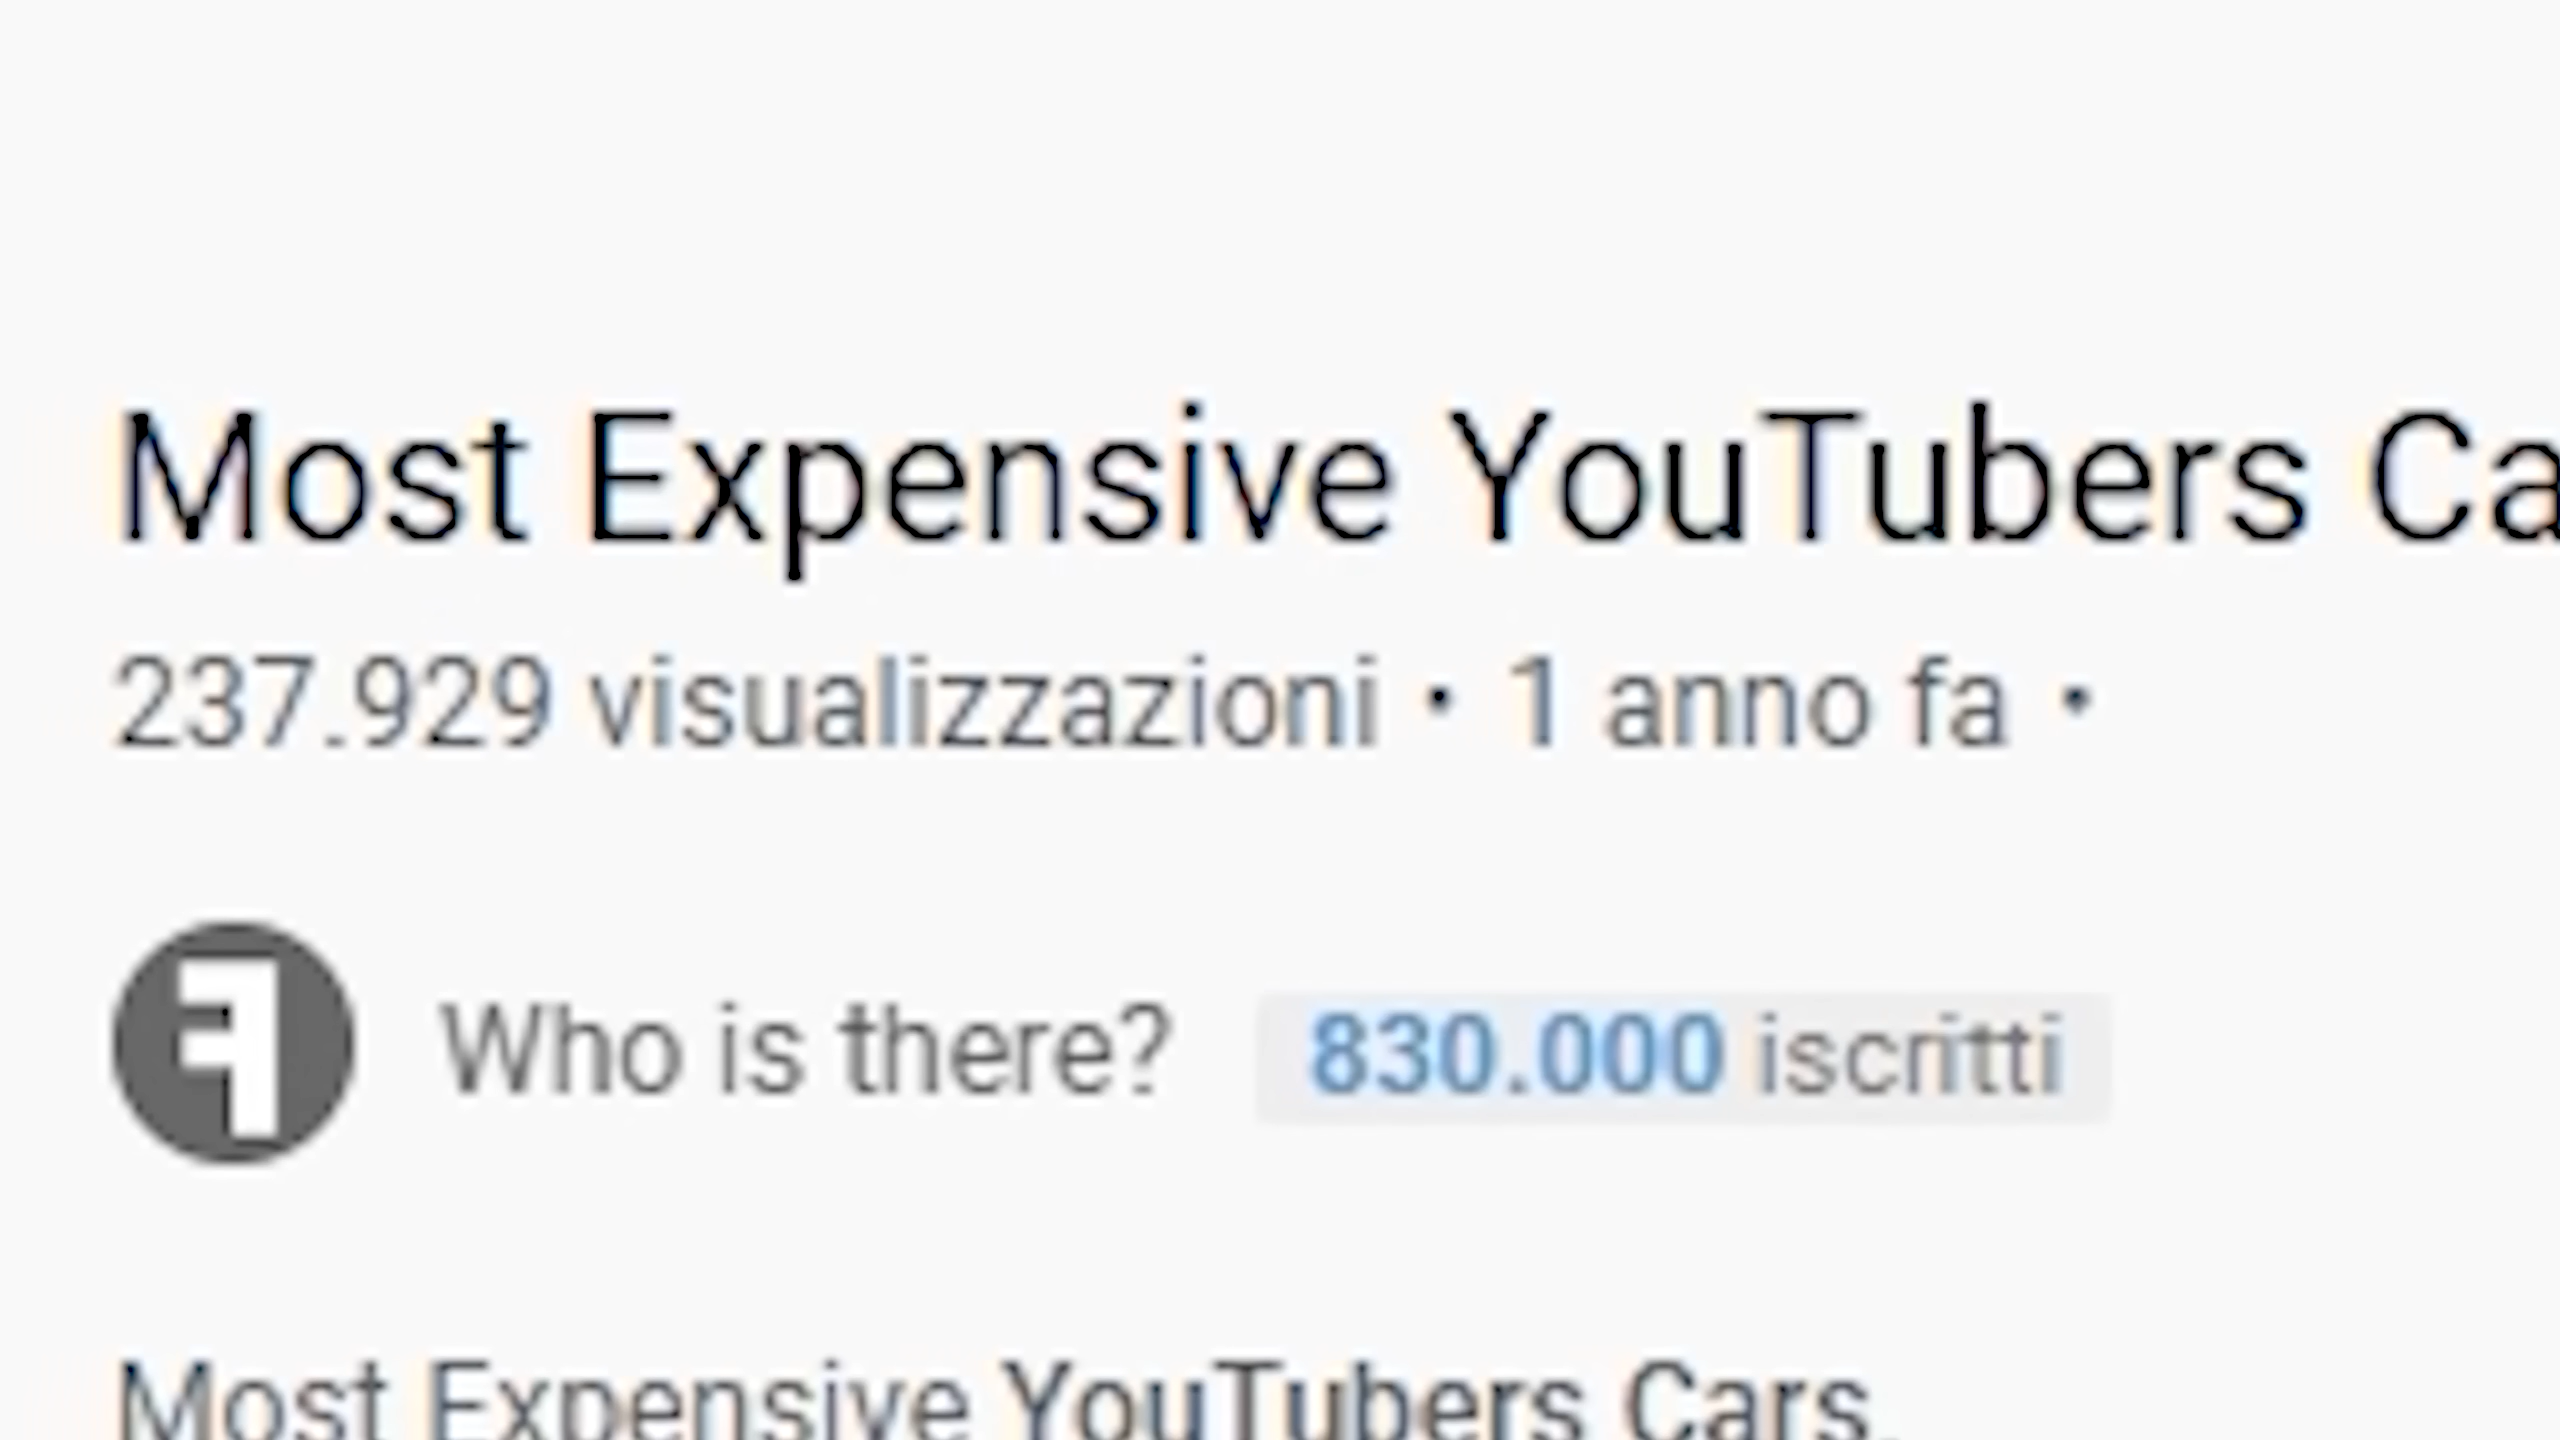 Most Expensive YouTubers Ca
237.929 visualizzazioni • 1 anno fa •
Who is there? 830.000 iscritti
Most Expensive YouTubers Cars.